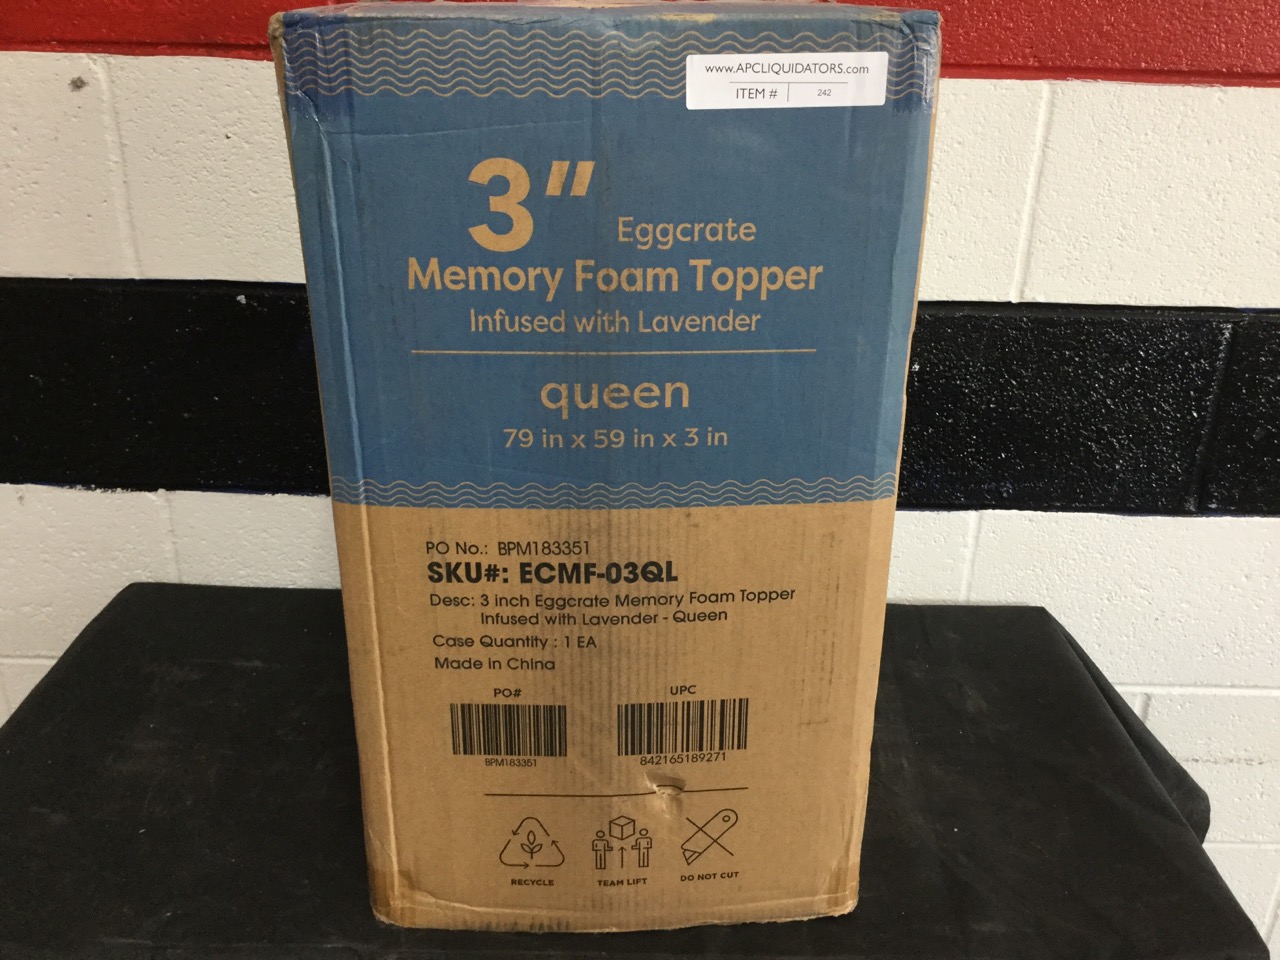 www.APCLIQUIDATORS.com
ITEM # 242
3"
Eggcrate
Memory Foam Topper
Infused with Lavender
queen
79 in x 59 in x 3 in
PO No.: BPM183351
SKU#: ECMF-03QL
Desc: 3 inch Eggcrate Memory Foam Topper
Infused with Lavender - Queen
Case Quantity : 1 EA
Made in China
PO# UPC
BPM183351 842165189271
RECYCLE TEAM LIFT DO NOT CUT